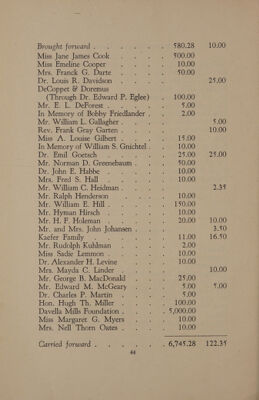 Brought forward . . . . . . 580.28 10.00
Miss Jane James Cook . . . . 500.00
Miss Emeline Cooper . . . . 10.00
Mrs. Franck G. Darte . . . . 50.00
Dr. Louis R. Davidson . . . . 25.00
DeCoppet & Doremus
(Through Dr. Edward P. Eglee) . 100.00
Mr. E. L. DeForest . . . . . 5.00
In Memory of Bobby Friedlander . . 2.00
Mr. William L. Gallagher . . . . 5.00
Rev. Frank Gray Garten . . . . 10.00
Miss A. Louise Gilbert . . . . 15.00
In Memory of William S. Gnichtel . . 10.00
Dr. Emil Goetsch . . . . . 25.00 25.00
Mr. Norman D. Greenebaum . . . 50.00
Dr. John E. Habbe . . . . 10.00
Mrs. Fred S. Hall . . . . 10.00
Mr. William C. Heidman . . . . 2.35
Mr. Ralph Henderson . . . . 10.00
Mr. William E. Hill . . . . . 150.00
Mr. Hyman Hirsch . . . . 10.00
Mr. H. F. Holeman . . . . 20.00 10.00
Mr. and Mrs. John Johansen . . . 3.50
Kaefer Family . . . . . 11.00 16.50
Mr. Rudolph Kuhlman . . . . 2.00
Miss Sadie Lemmon . . . . . 10.00
Dr. Alexander H. Levine . . . . 10.00
Mrs. Mayda C. Linder . . . . 10.00
Mr. George B. MacDonald . . . 25.00
Mr. Edward M. McGeary . . . 5.00 5.00
Dr. Charles P. Martin . . . . 5.00
Hon. Hugh Th. Miller . . . . 100.00
Davella Mills Foundation . . . . 5,000.00
Miss Margaret G. Myers . . . 10.00
Mrs. Nell Thorn Oates . . . . 10.00
Carried forward . . . . . . 6,745.28 122.35